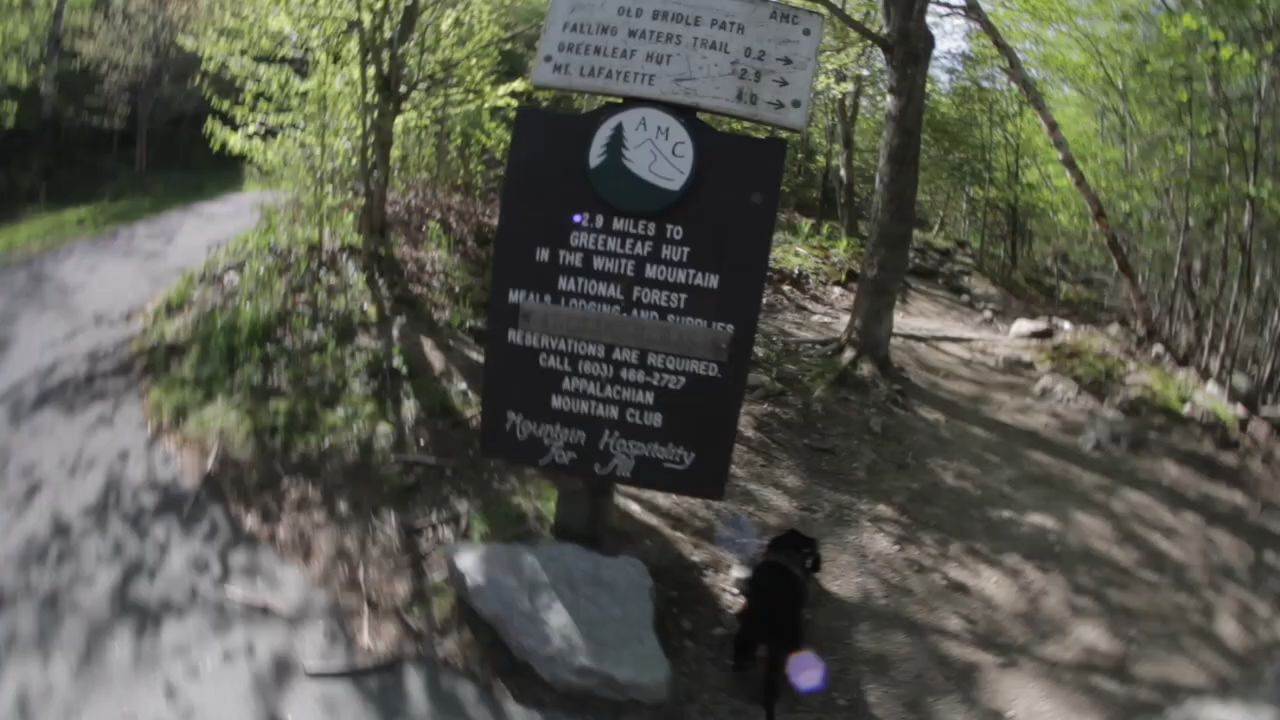 OLD BRIDLE PATH AMC
FALLING WATERS TRAIL 0.2 →
GREENLEAF HUT 2.9 →
MT. LAFAYETTE 4.0 →
AMC
2.9 MILES TO
GREENLEAF HUT
IN THE WHITE MOUNTAIN
NATIONAL FOREST
MEALS, LODGING, AND SUPPLIES
RESERVATIONS ARE REQUIRED.
CALL (603) 466-2727
APPALACHIAN
MOUNTAIN CLUB
Mountain Hospitality
for All